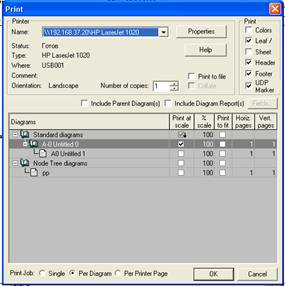 Print
Printer
Name: \\192.168.37.20\HP LaserJet 1020
Properties
Status: Готов
Type: HP LaserJet 1020
Where: USB001
Comment:
Help
Print to file
Orientation: Landscape
Number of copies: 1
Collate
Print
Colors
Leaf /
Sheet
Header
Footer
UDP Marker
Include Parent Diagram(s)
Include Diagram Report(s)
Fields...
Diagrams Print at scale % scale Print to fit Horiz. pages Vert. pages
Standard diagrams 100
A-0 Untitled 0 100 1 1
A0 Untitled 1 100 1 1
Node Tree diagrams 100
pp 100 1 1
Print Job: Single Per Diagram Per Printer Page
OK
Cancel